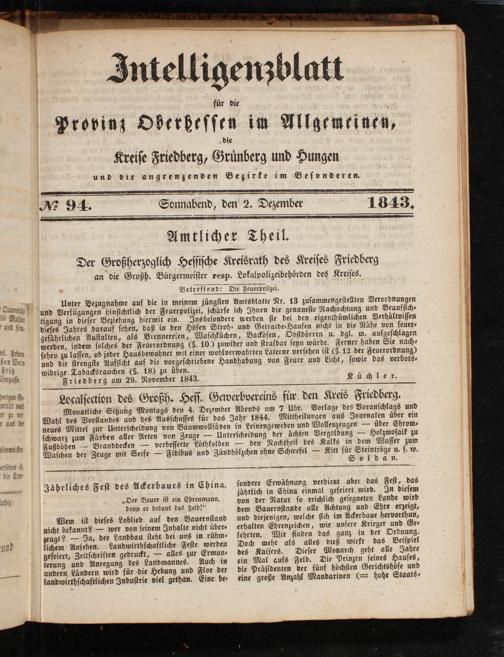 Intelligenzblatt
für die
Provinz Oberhessen im Allgemeinen,
die
Kreise Friedberg, Grünberg und Hungen
und die angrenzenden Bezirke im Besonderen.
№ 94. Sonnabend, den 2. Dezember 1843.
Amtlicher Theil.
Der Großherzoglich Hessische Kreisrath des Kreises Friedberg
an die Großh. Bürgermeister resp. Lokalpolizeibehörden des Kreises.
Betreffend: Die Feuerpolizei.
Unter Bezugnahme auf die in meinem jüngsten Amtsblatte Nr. 13 zusammengestellten Verordnungen
und Verfügungen hinsichtlich der Feuerpolizei, schärfe ich Ihnen die genaueste Nachachtung und Beaufsich-
tigung in dieser Beziehung hiermit ein. Insbesondere werden sie bei den eigenthümlichen Verhältnissen
dieses Jahres darauf sehen, daß in den Höfen Stroh- und Getraide-Haufen nicht in die Nähe von feuer-
gefährlichen Anstalten, als Brennereien, Waschküchen, Backöfen, Obstdörren u. dgl. m. aufgeschlagen
werden, indem solches der Feuerordnung (§. 10) zuwider und strafbar seyn würde. Ferner haben Sie nach-
sehen zu lassen, ob jeder Hausbewohner mit einer wohlverwahrten Laterne versehen ist (§. 12 der Feuerordnung)
und die strengste Aufsicht auf die vorgeschriebene Handhabung von Feuer und Licht, sowie das verbots-
widrige Tabacksrauchen (§. 18) zu üben.
Friedberg am 29. November 1843. Küchler.
Localsection des Großh. Hess. Gewerbvereins für den Kreis Friedberg.
Monatliche Sitzung Montags den 4. Dezember Abends um 7 Uhr. Vorlage des Voranschlags und
Wahl des Vorstandes und des Ausschusses für das Jahr 1844. Mittheilungen aus Journalen über ein
neues Mittel zur Unterscheidung von Baumwollfäden in Leinengeweben und Wollenzeugen — über Chrom-
schwarz zum Färben aller Arten von Zeuge — Unterscheidung der ächten Vergoldung — Holzmosaik zu
Fußböden — Brandbecken — verbesserte Löthkolben — den Nachtheil des Kalks in dem Wasser zum
Waschen der Zeuge mit Seife — Fidibus und Zündhölzchen ohne Schwefel — Kitt für Steintröge u. s. w.
Soldan.
Jährliches Fest des Ackerbaues in China.
„Der Bauer ist ein Ehrenmann,
denn er bebaut das Feld!“
Wem ist dieses Loblied auf den Bauernstand
nicht bekannt? — wer von seinem Inhalte nicht über-
zeugt? — Ja, der Landbau steht bei uns in rühm-
lichem Ansehen. Landwirthschaftliche Feste werden
gefeiert, Zeitschriften gedruckt, — alles zur Ermun-
terung und Anregung des Landmannes. Auch in
andern Ländern wird für die Hebung und Flor der
landwirthschaftlichen Industrie viel gethan. Eine be-
sondere Erwähnung verdient aber das Fest, das
jährlich in China einmal gefeiert wird. In diesem
von der Natur so reichlich gesegneten Lande wird
dem Bauernstande alle Achtung und Ehre erzeigt,
und diejenigen, welche sich im Ackerbaue hervorthun,
erhalten Ehrenzeichen, wie unsere Krieger und Ge-
lehrten. Wir finden das ganz in der Ordnung.
Doch mehr als alles dieß wirkt das Beispiel
des Kaisers. Dieser Monarch geht alle Jahre
ein Mal aufs Feld. Die Prinzen seines Hauses,
die Präsidenten der fünf höchsten Gerichtshöfe und
eine große Anzahl Mandarinen (= hohe Staats-